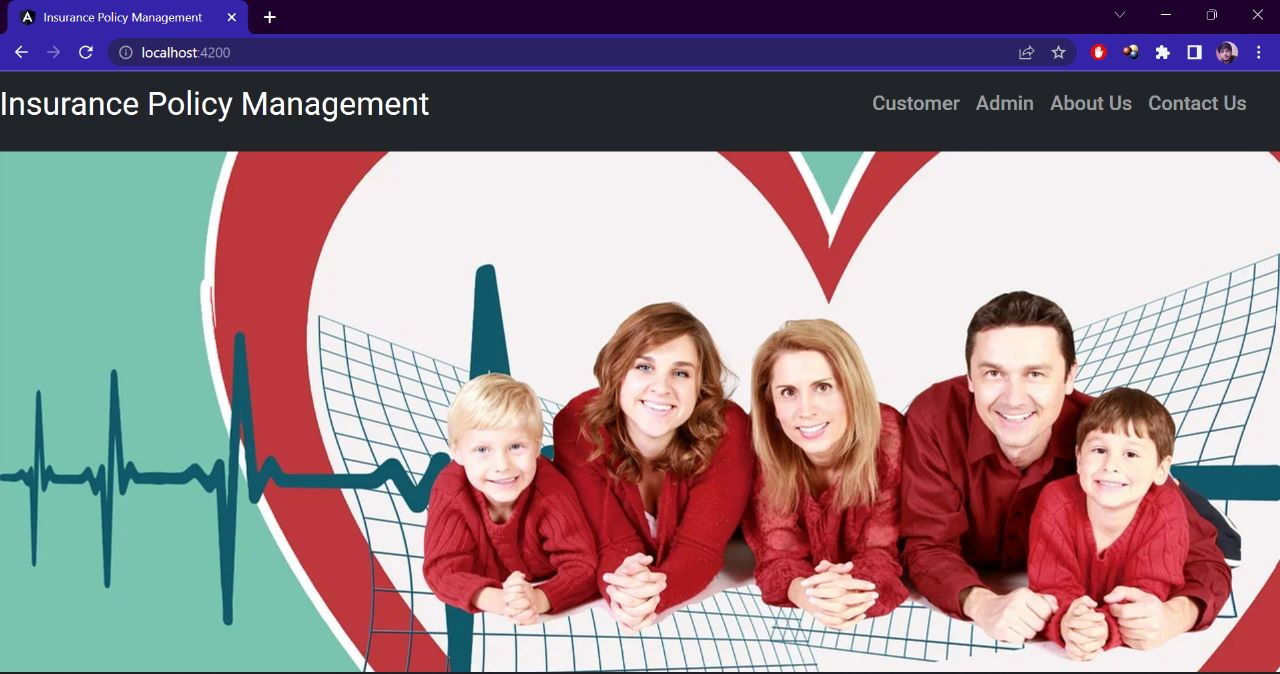 Insurance Policy Management
localhost:4200
Insurance Policy Management
Customer Admin About Us Contact Us